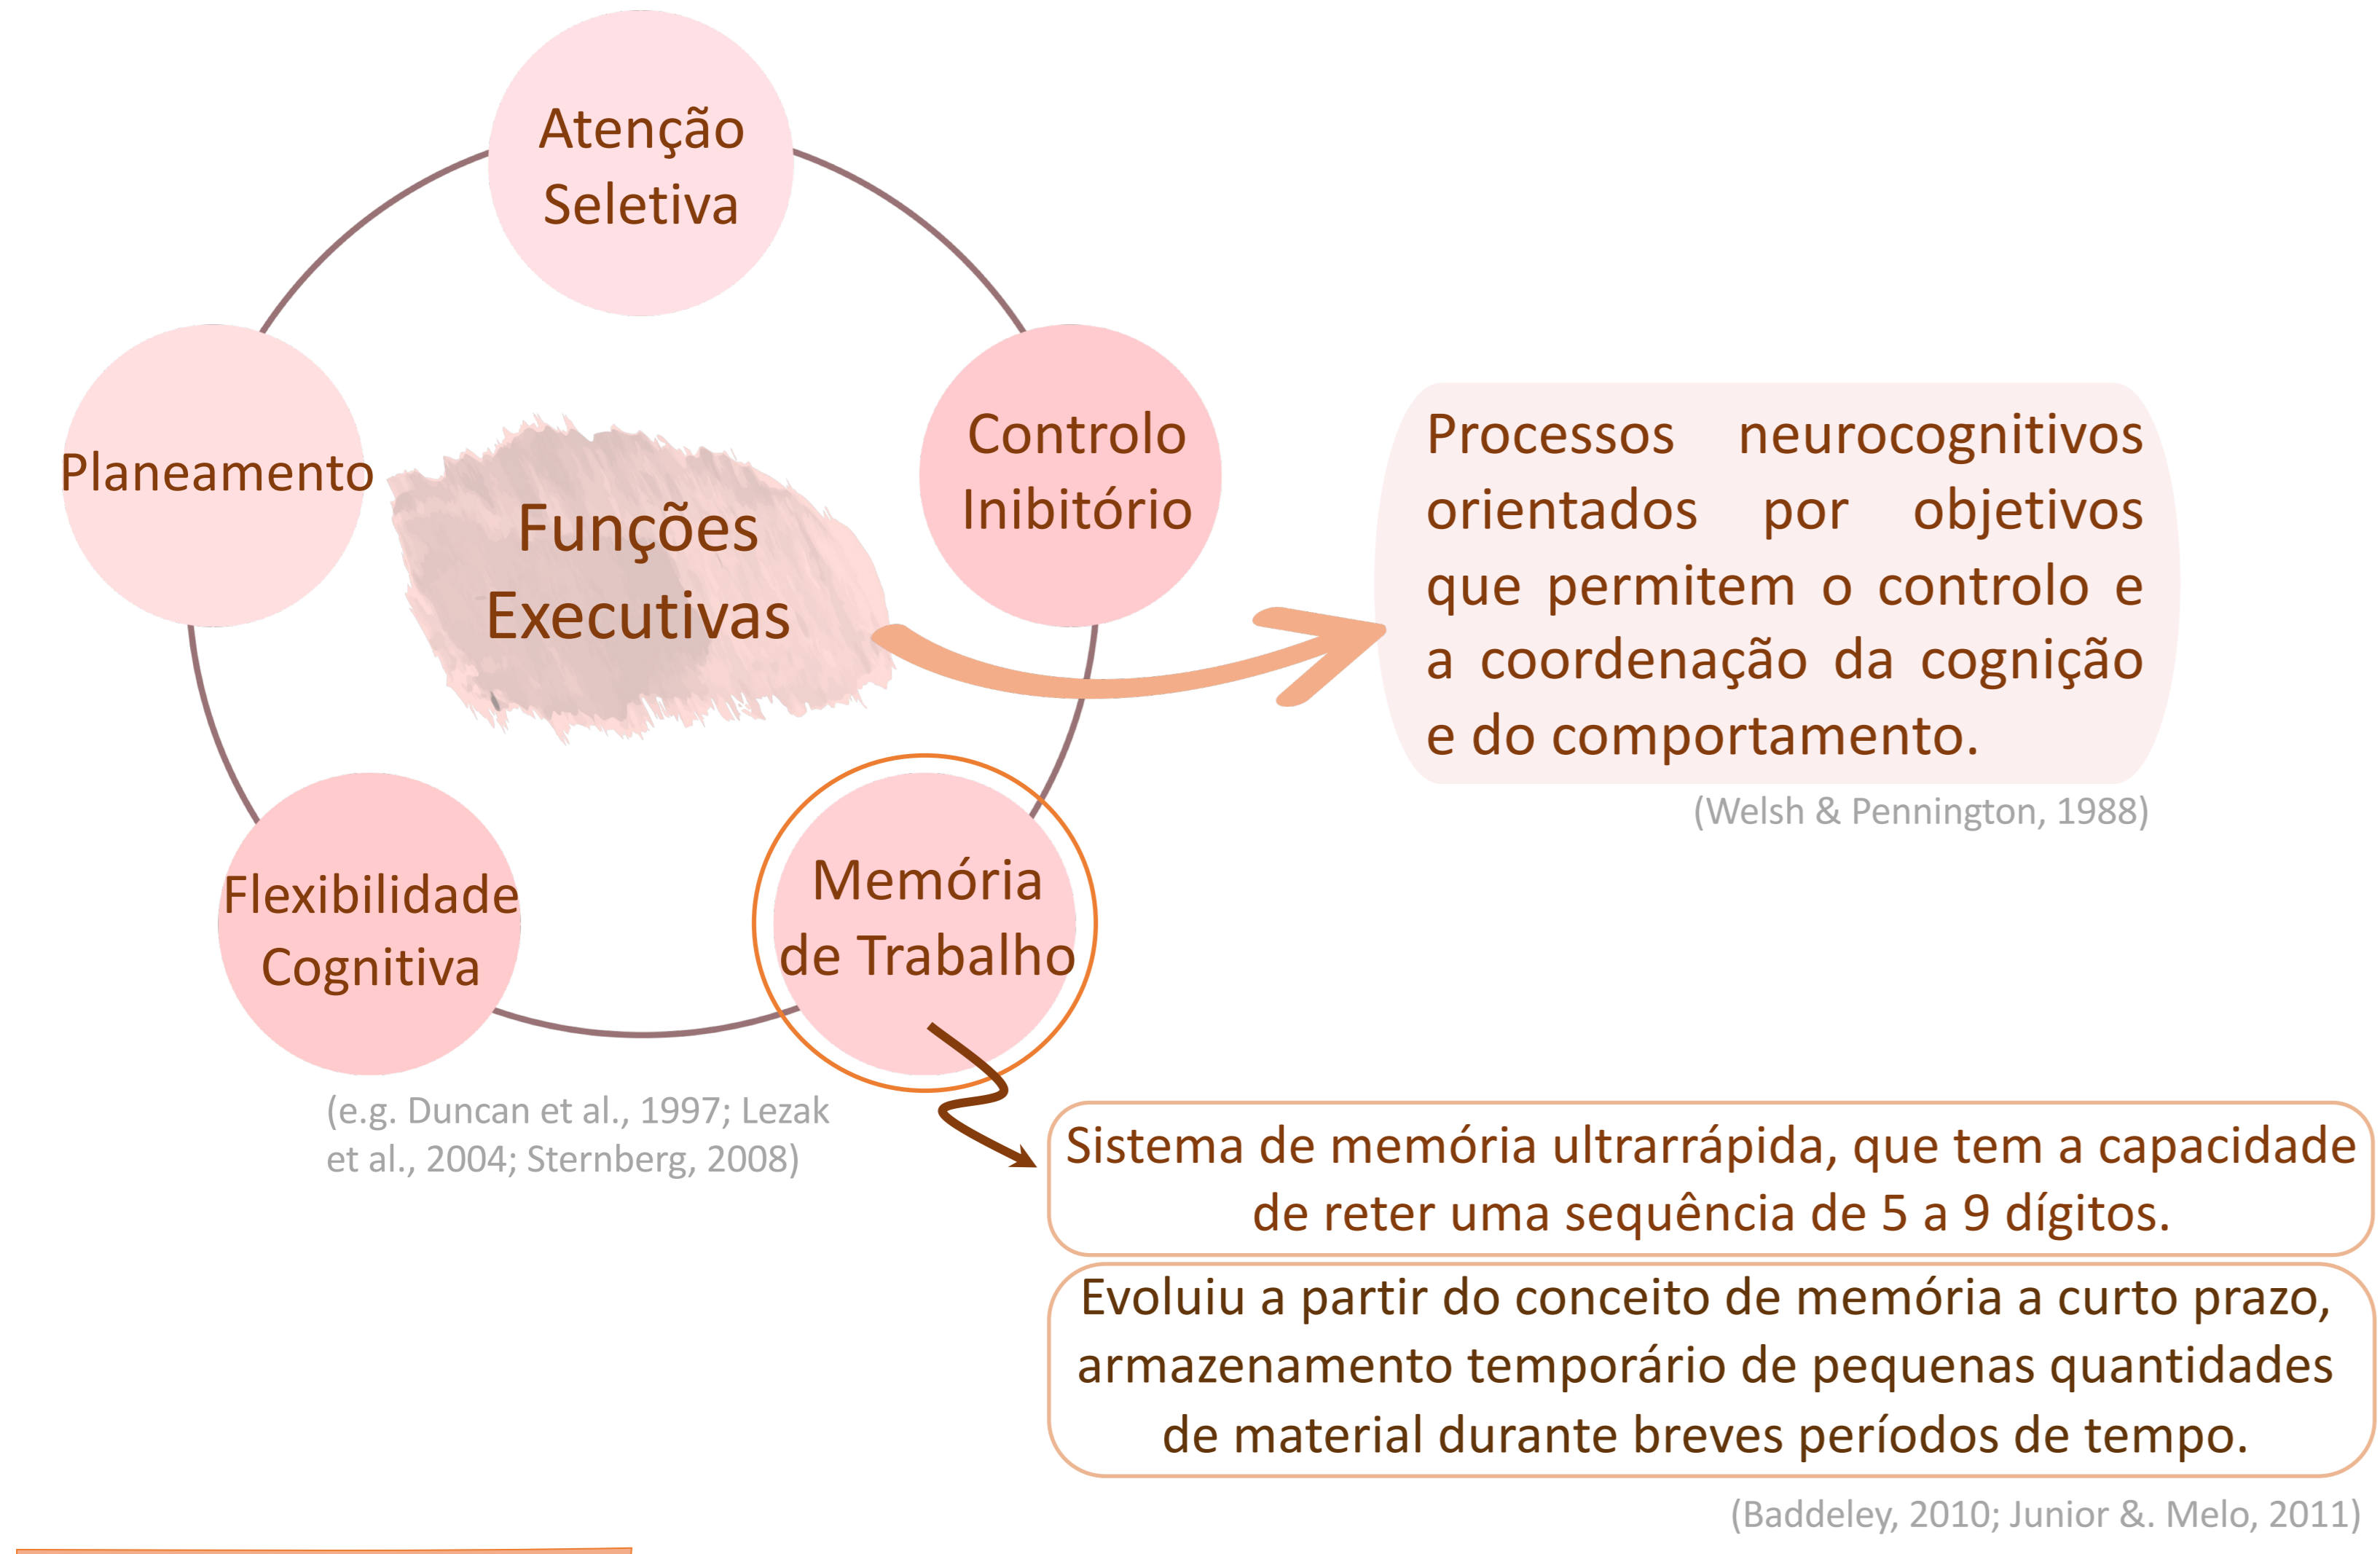 Atenção
Seletiva
Controlo
Inibitório
Planeamento
Funções
Executivas
Processos neurocognitivos
orientados por objetivos
que permitem o controlo e
a coordenação da cognição
e do comportamento.
(Welsh & Pennington, 1988)
Flexibilidade
Cognitiva
Memória
de Trabalho
(e.g. Duncan et al., 1997; Lezak
et al., 2004; Sternberg, 2008)
Sistema de memória ultrarrápida, que tem a capacidade
de reter uma sequência de 5 a 9 dígitos.
Evoluiu a partir do conceito de memória a curto prazo,
armazenamento temporário de pequenas quantidades
de material durante breves períodos de tempo.
(Baddeley, 2010; Junior &. Melo, 2011)